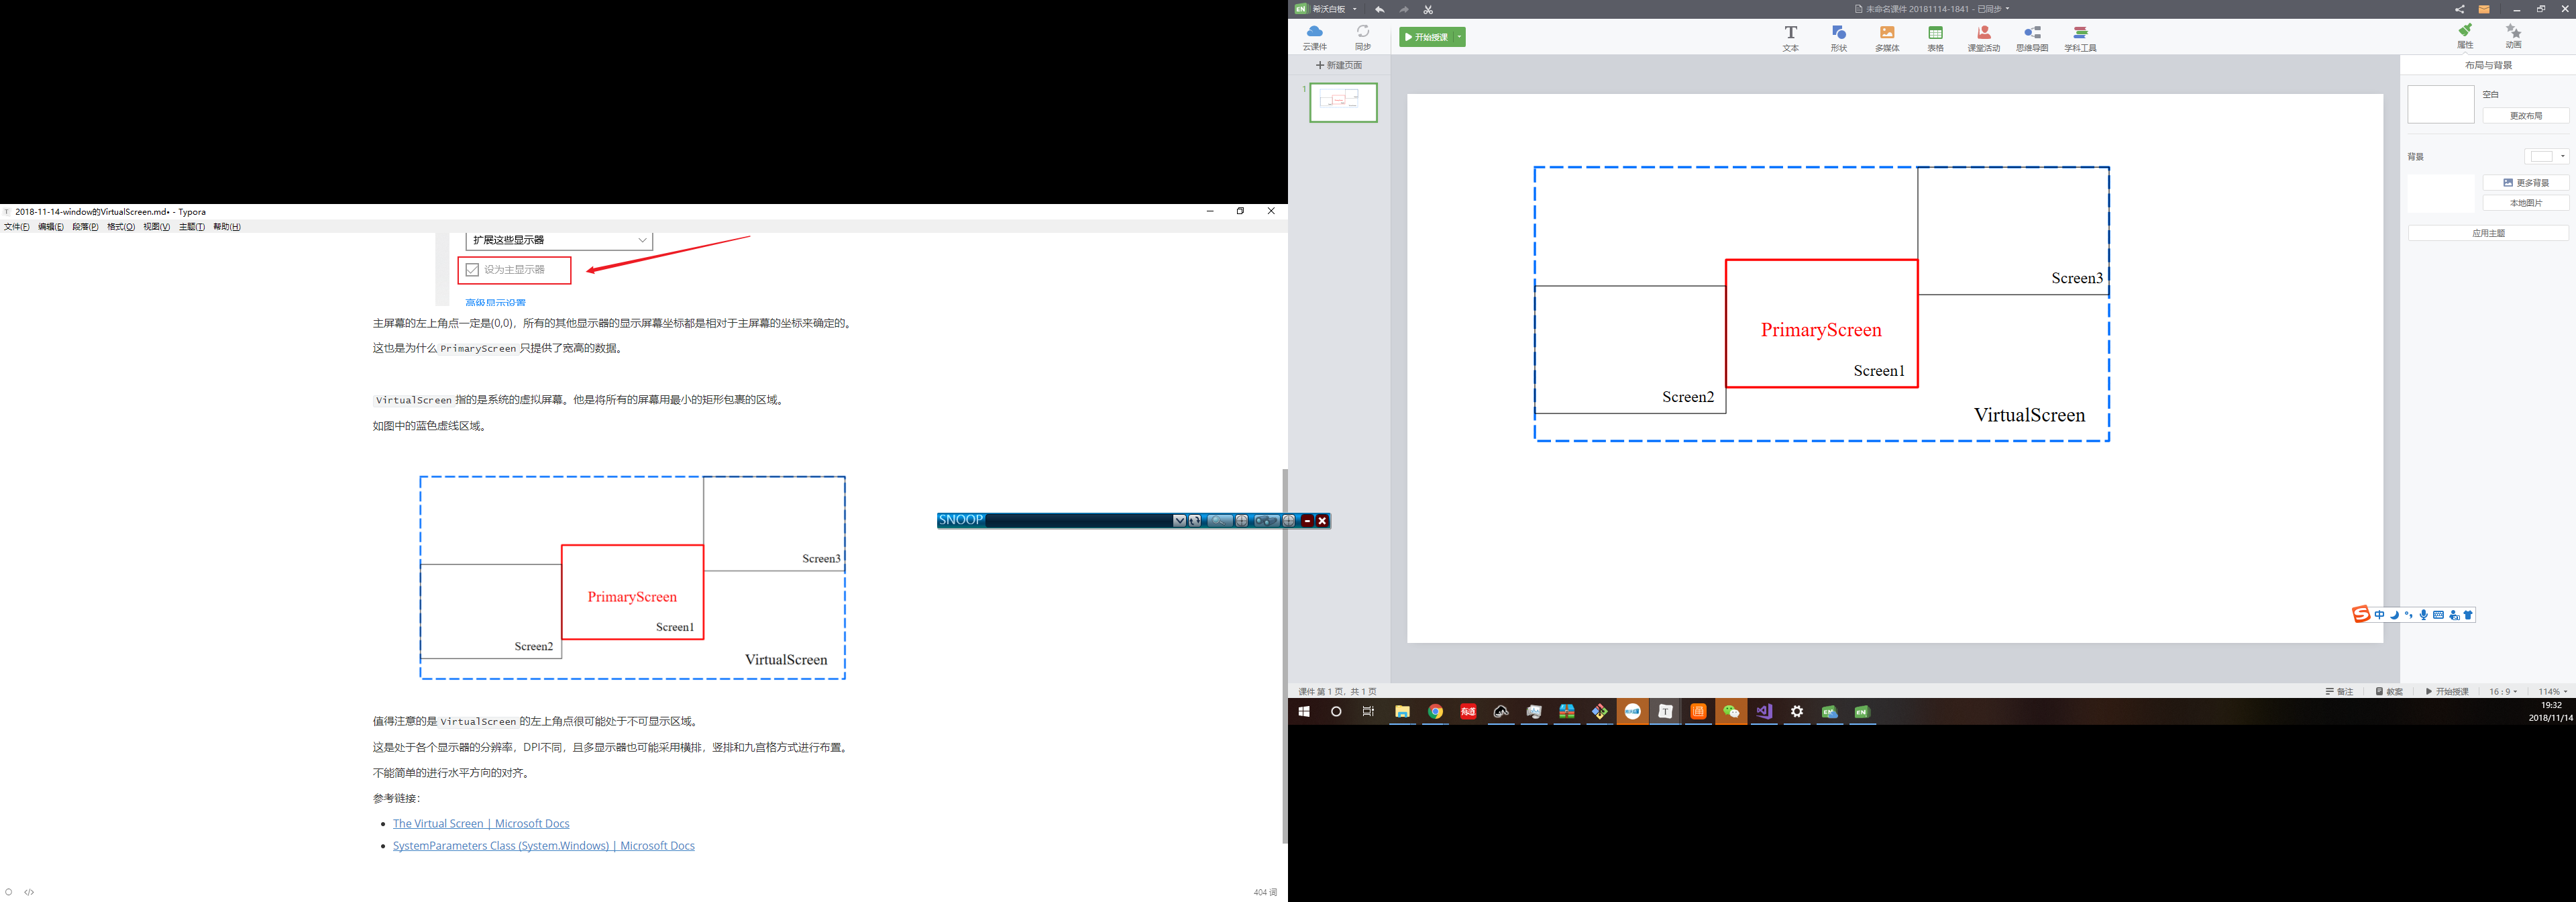 2018-11-14-window的VirtualScreen.md• - Typora
文件(F) 编辑(E) 段落(P) 格式(O) 视图(V) 主题(T) 帮助(H)
扩展这些显示器
设为主显示器
高级显示设置
主屏幕的左上角点一定是(0,0)，所有的其他显示器的显示屏幕坐标都是相对于主屏幕的坐标来确定的。
这也是为什么 PrimaryScreen 只提供了宽高的数据。
VirtualScreen 指的是系统的虚拟屏幕。他是将所有的屏幕用最小的矩形包裹的区域。
如图中的蓝色虚线区域。
Screen3
PrimaryScreen
Screen1
Screen2
VirtualScreen
值得注意的是 VirtualScreen 的左上角点很可能处于不可显示区域。
这是处于各个显示器的分辨率，DPI不同，且多显示器也可能采用横排，竖排和九宫格方式进行布置。
不能简单的进行水平方向的对齐。
参考链接：
The Virtual Screen | Microsoft Docs
SystemParameters Class (System.Windows) | Microsoft Docs
404 词
SNOOP
EN 希沃白板
未命名课件 20181114-1841 - 已同步
云课件 同步 开始授课 文本 形状 多媒体 表格 课堂活动 思维导图 学科工具 属性 动画
新建页面
1
布局与背景
空白
更改布局
背景
更多背景
本地图片
应用主题
Screen3
PrimaryScreen
Screen1
Screen2
VirtualScreen
中
课件 第 1 页，共 1 页
备注 教案 开始授课 16 : 9 114%
有道
19:32
2018/11/14